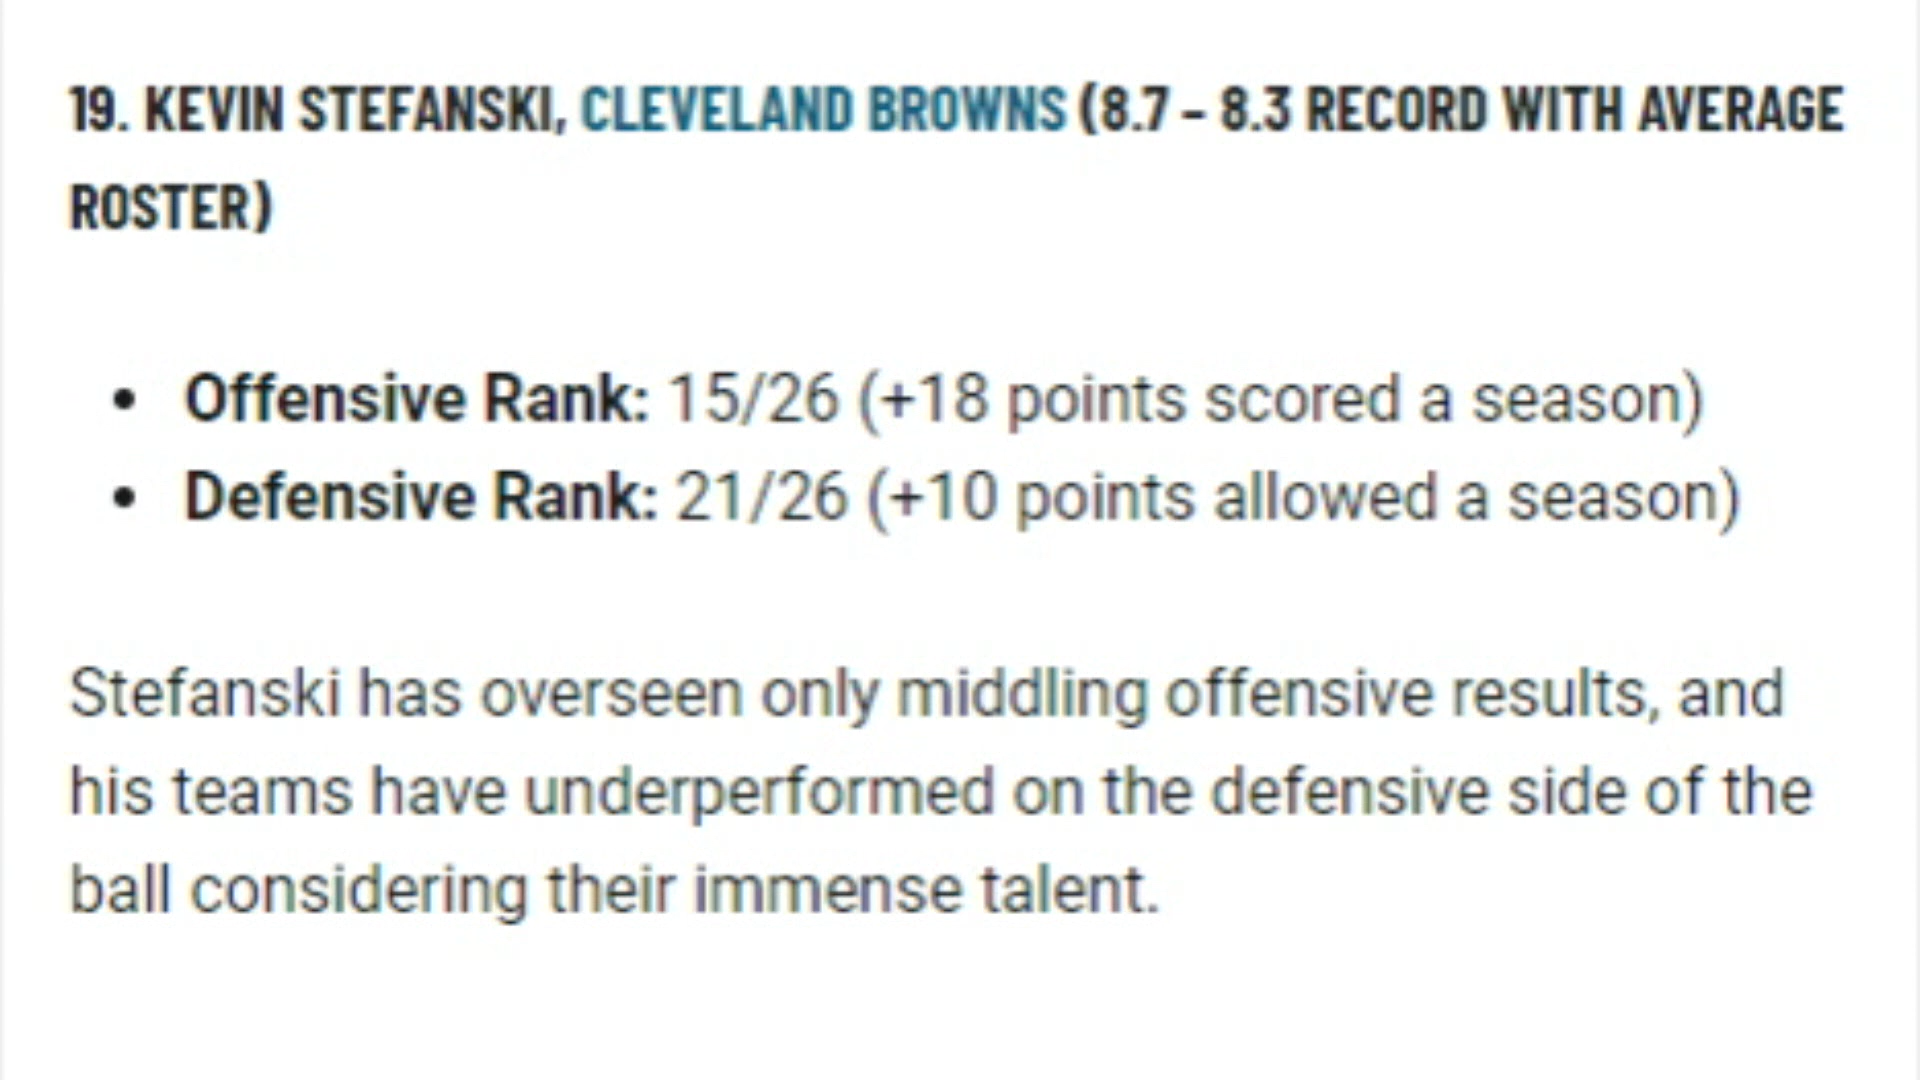 19. KEVIN STEFANSKI, CLEVELAND BROWNS (8.7 – 8.3 RECORD WITH AVERAGE
ROSTER)
• Offensive Rank: 15/26 (+18 points scored a season)
• Defensive Rank: 21/26 (+10 points allowed a season)
Stefanski has overseen only middling offensive results, and
his teams have underperformed on the defensive side of the
ball considering their immense talent.